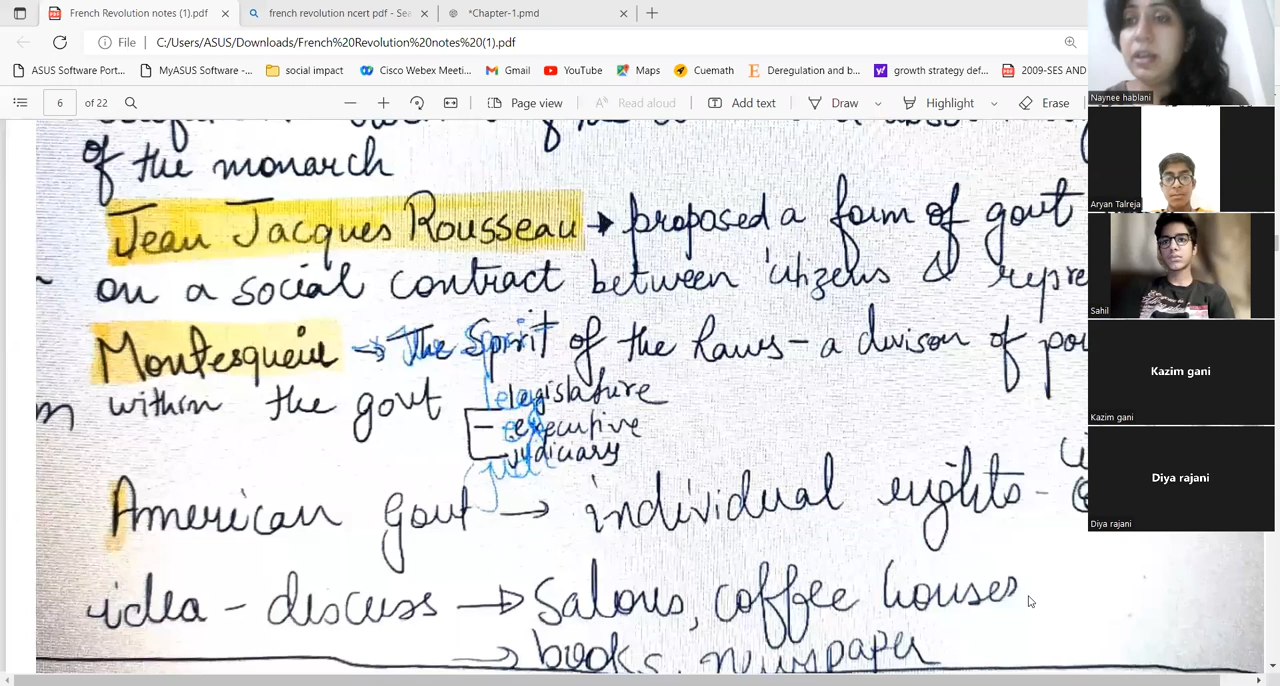 French Revolution notes (1).pdf
french revolution ncert pdf - Se
*Chapter-1.pmd
File
C:/Users/ASUS/Downloads/French%20Revolution%20notes%20(1).pdf
ASUS Software Port...
MyASUS Software -...
social impact
Cisco Webex Meeti...
Gmail
YouTube
Maps
Cuemath
Deregulation and b...
growth strategy def...
2009-SES AND
6
of 22
Page view
Read aloud
Add text
Draw
Highlight
Erase
of the monarch
Jean Jacques Rousseau → proposed a form of govt
on a social contract between citizens & repre
Montesqueiu → The Spirit of the laws - a divison of po
within the govt
legislature
executive
judiciary
American govt → individual rights -
idea - discuss → Salons, coffee houses
→ books, newspaper
Naynee hablani
Aryan Talreja
Sahil
Kazim gani
Kazim gani
Diya rajani
Diya rajani